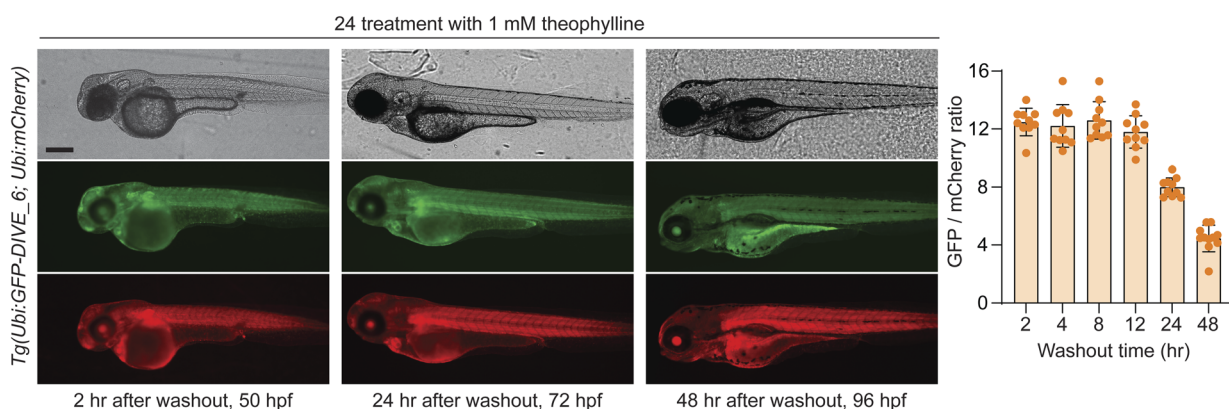 24 treatment with 1 mM theophylline
Tg(Ubi:GFP-DIVE_6; Ubi:mCherry)
2 hr after washout, 50 hpf
24 hr after washout, 72 hpf
48 hr after washout, 96 hpf
GFP / mCherry ratio
16
12
8
4
0
2 4 8 12 24 48
Washout time (hr)